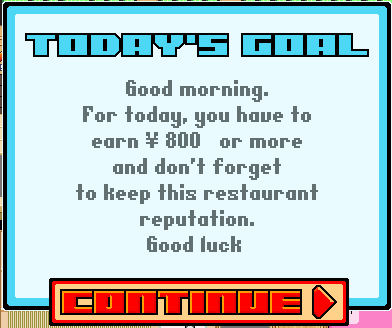 TODAY'S GOAL
Good morning.
For today, you have to
earn ¥ 800 or more
and don't forget
to keep this restaurant
reputation.
Good luck
CONTINUE